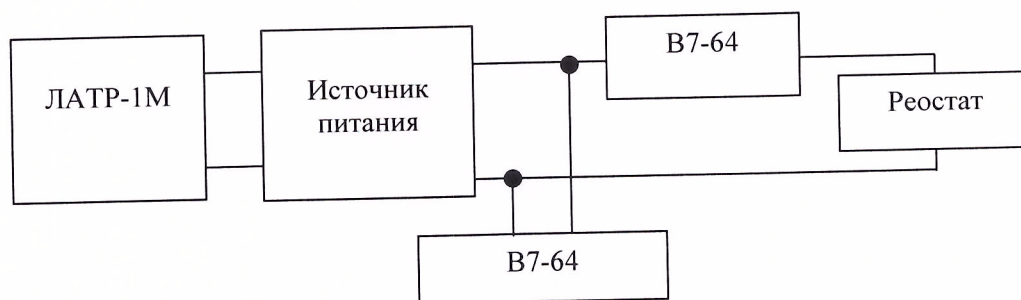 ЛАТР-1М
Источник
питания
В7-64
Реостат
В7-64